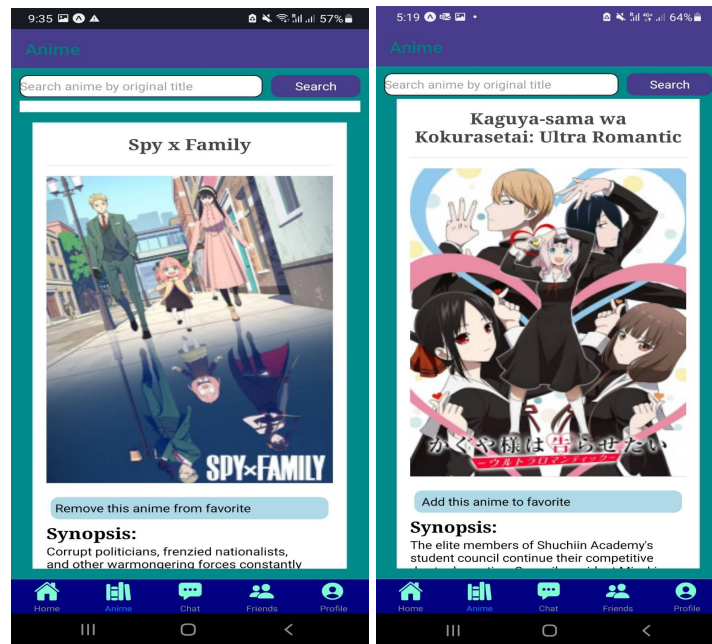 9:35
57%
Anime
Search anime by original title
Search
Spy x Family
SPY×FAMILY
Remove this anime from favorite
Synopsis:
Corrupt politicians, frenzied nationalists,
and other warmongering forces constantly
Home
Anime
Chat
Friends
Profile
5:19
4G+
64%
Anime
Search anime by original title
Search
Kaguya-sama wa
Kokurasetai: Ultra Romantic
かぐや様は告らせたい
ーウルトラロマンティックー
Add this anime to favorite
Synopsis:
The elite members of Shuchiin Academy's
student council continue their competitive
Home
Anime
Chat
Friends
Profile